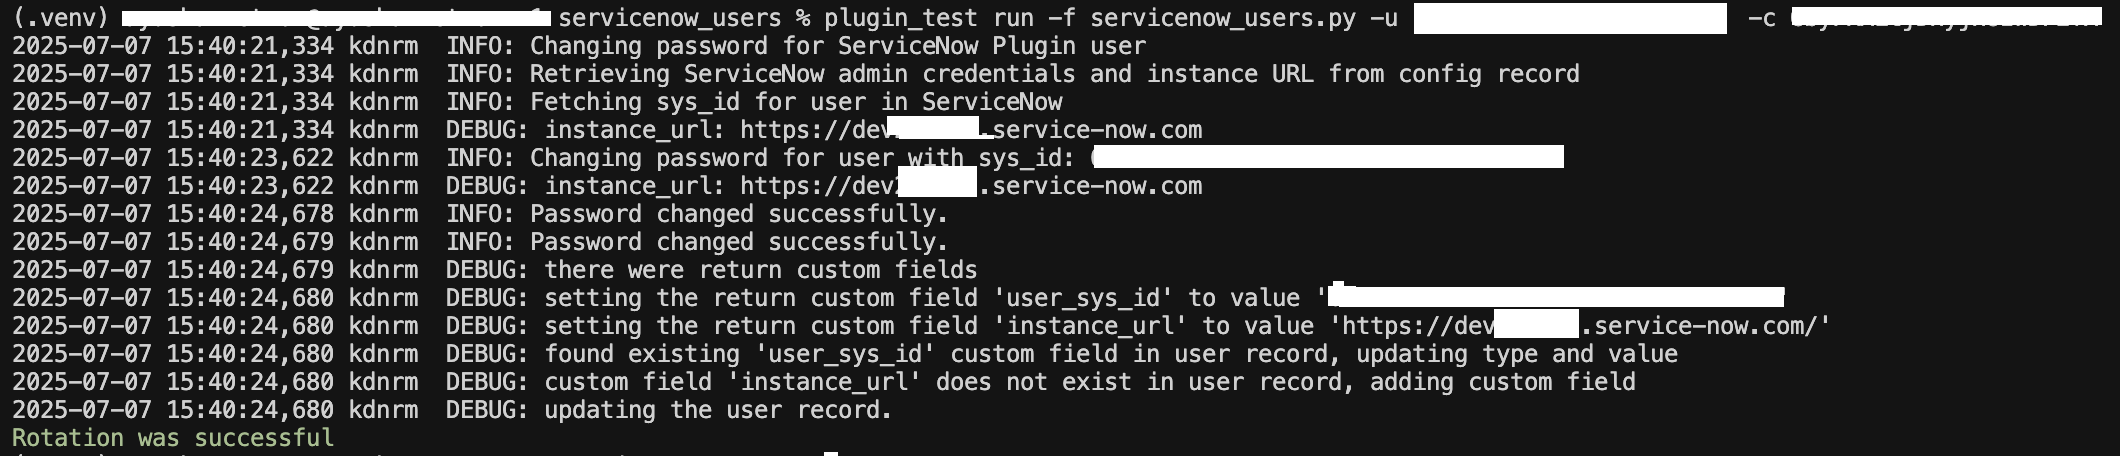 (.venv) servicenow_users % plugin_test run -f servicenow_users.py -u -c
2025-07-07 15:40:21,334 kdnrm  INFO: Changing password for ServiceNow Plugin user
2025-07-07 15:40:21,334 kdnrm  INFO: Retrieving ServiceNow admin credentials and instance URL from config record
2025-07-07 15:40:21,334 kdnrm  INFO: Fetching sys_id for user in ServiceNow
2025-07-07 15:40:21,334 kdnrm  DEBUG: instance_url: https://dev .service-now.com
2025-07-07 15:40:23,622 kdnrm  INFO: Changing password for user with sys_id:
2025-07-07 15:40:23,622 kdnrm  DEBUG: instance_url: https://dev .service-now.com
2025-07-07 15:40:24,678 kdnrm  INFO: Password changed successfully.
2025-07-07 15:40:24,679 kdnrm  INFO: Password changed successfully.
2025-07-07 15:40:24,679 kdnrm  DEBUG: there were return custom fields
2025-07-07 15:40:24,680 kdnrm  DEBUG: setting the return custom field 'user_sys_id' to value '
2025-07-07 15:40:24,680 kdnrm  DEBUG: setting the return custom field 'instance_url' to value 'https://dev .service-now.com/'
2025-07-07 15:40:24,680 kdnrm  DEBUG: found existing 'user_sys_id' custom field in user record, updating type and value
2025-07-07 15:40:24,680 kdnrm  DEBUG: custom field 'instance_url' does not exist in user record, adding custom field
2025-07-07 15:40:24,680 kdnrm  DEBUG: updating the user record.
Rotation was successful